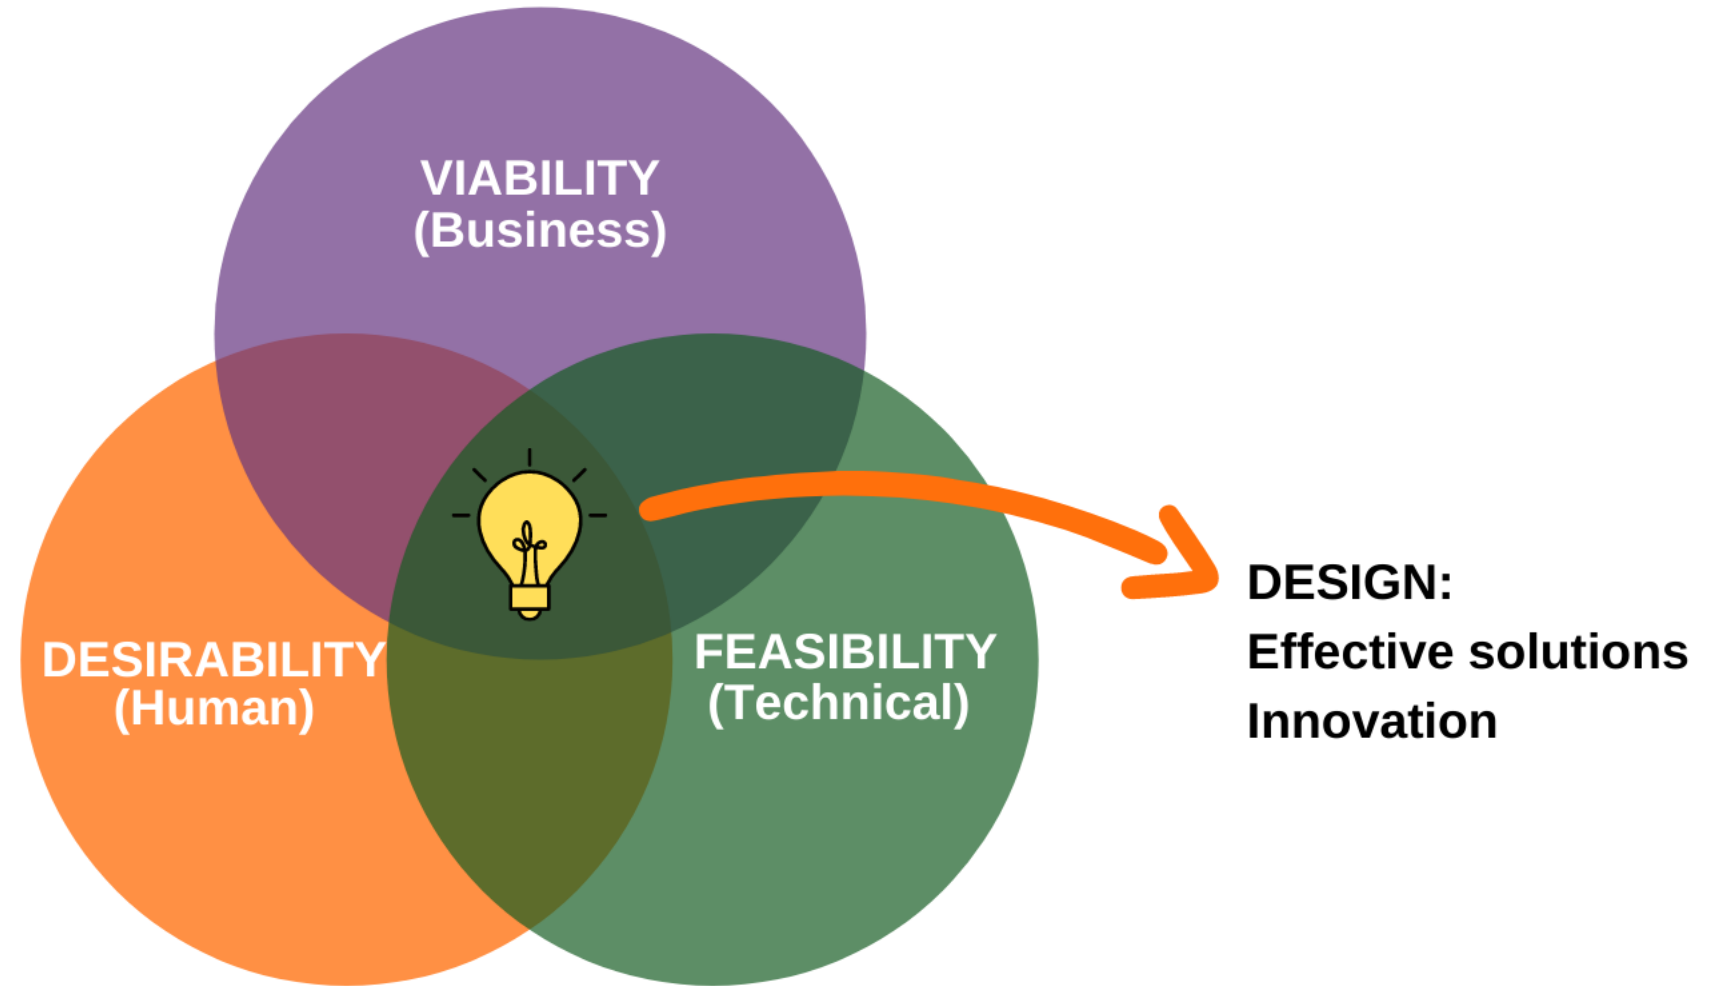 VIABILITY
(Business)
DESIRABILITY
(Human)
FEASIBILITY
(Technical)
DESIGN:
Effective solutions
Innovation